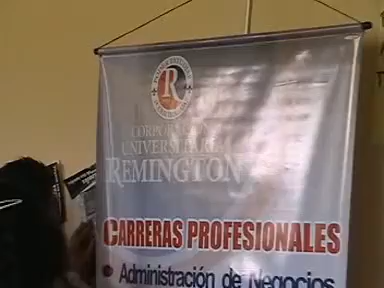 R
CORPORACIÓN
UNIVERSITARIA
REMINGTON
CARRERAS PROFESIONALES
Administración de Negocios